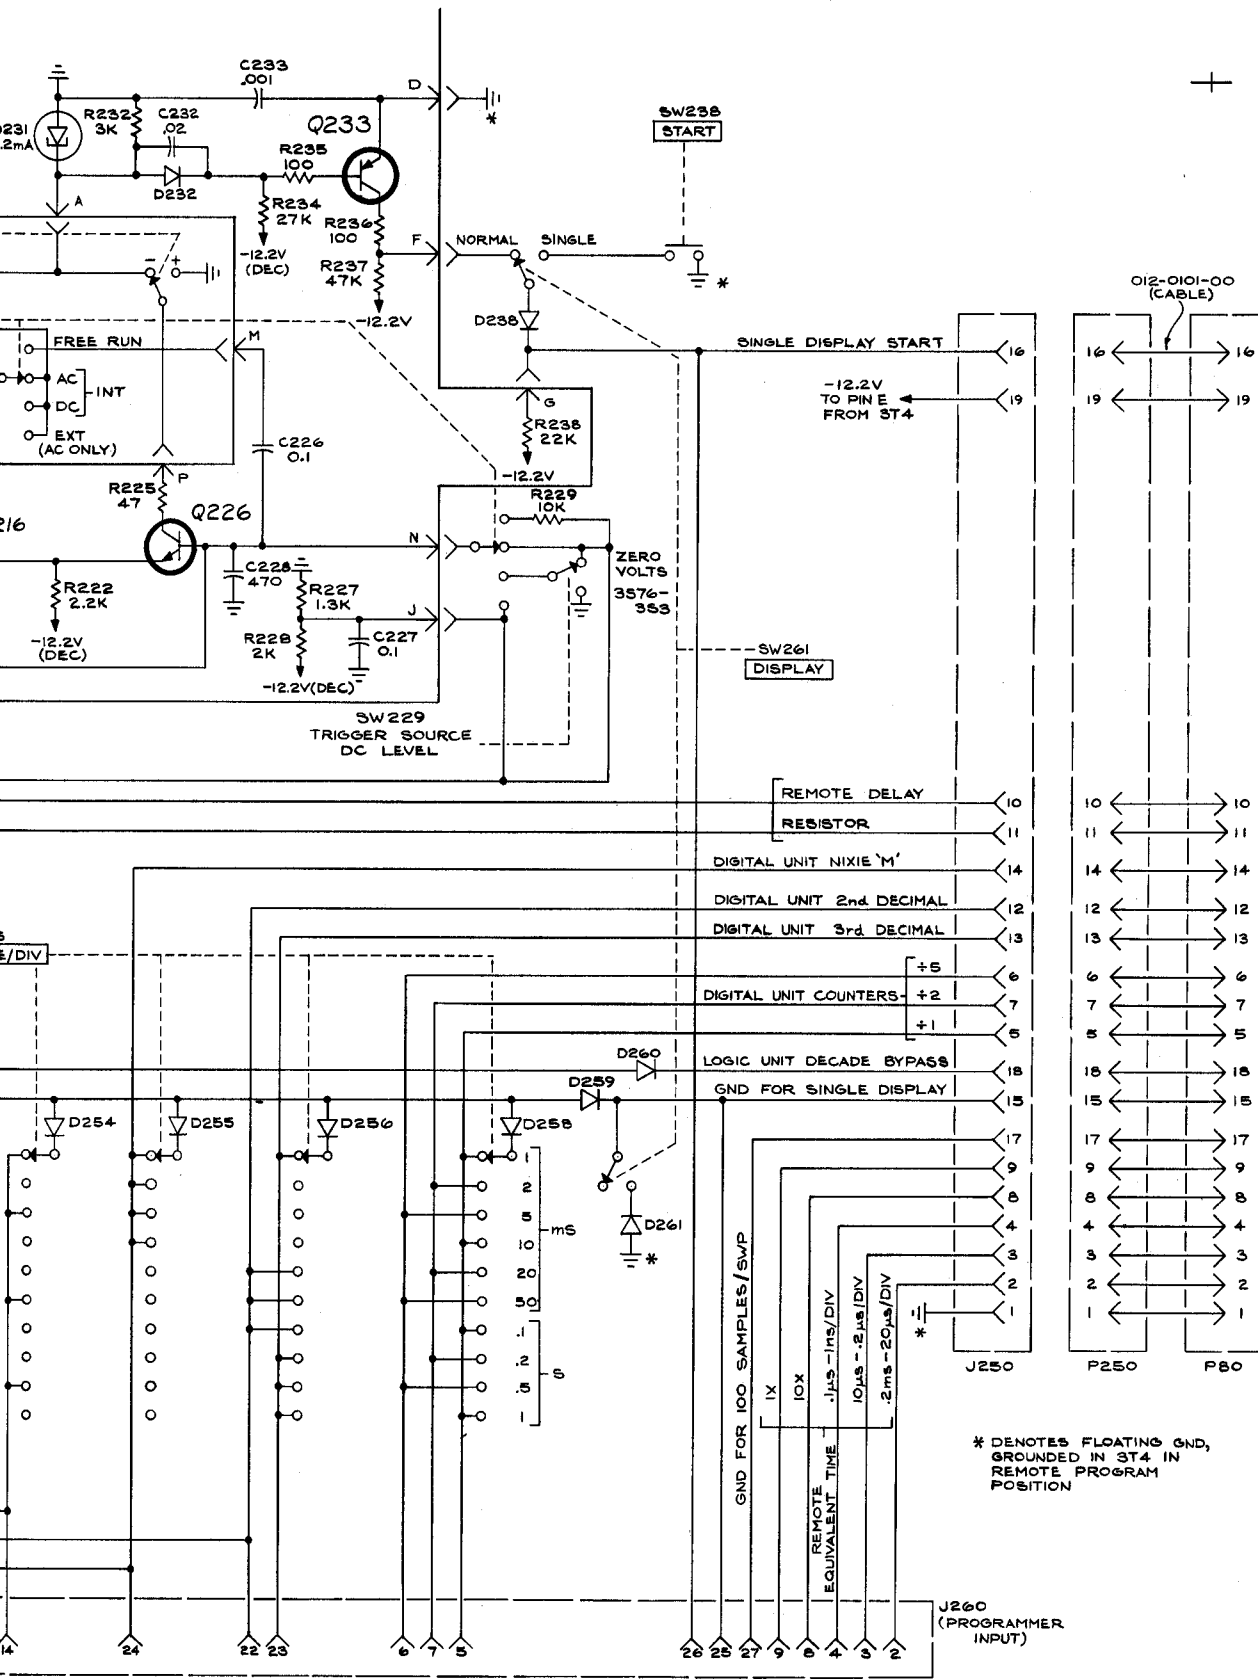 C233
.001
D
SW238
START
R232
3K
C232
.02
Q233
D231
.2mA
R235
100
D232
*
A
R234
27K
R236
100
F
NORMAL
SINGLE
-12.2V
(DEC)
R237
47K
*
- +
-12.2V
D238
012-0101-00
(CABLE)
M
FREE RUN
SINGLE DISPLAY START
16
16
16
AC
INT
DC
EXT
(AC ONLY)
-12.2V
TO PIN E
FROM 3T4
19
19
19
G
R238
22K
C226
0.1
P
-12.2V
R225
47
Q226
R229
10K
216
N
ZERO
VOLTS
3S76-
3S3
R222
2.2K
C228
470
R227
1.3K
J
-12.2V
(DEC)
R228
2K
C227
0.1
-12.2V(DEC)
SW261
DISPLAY
SW229
TRIGGER SOURCE
DC LEVEL
REMOTE DELAY
10
10
10
RESISTOR
11
11
11
DIGITAL UNIT NIXIE 'M'
14
14
14
DIGITAL UNIT 2nd DECIMAL
12
12
12
DIGITAL UNIT 3rd DECIMAL
13
13
13
E/DIV
÷5
6
6
6
DIGITAL UNIT COUNTERS- ÷2
7
7
7
÷1
5
5
5
D260
LOGIC UNIT DECADE BYPASS
18
18
18
D259
GND FOR SINGLE DISPLAY
15
15
15
D254
D255
D256
D258
17
17
17
1
9
9
9
2
8
8
8
5
mS
D261
4
4
4
10
*
3
3
3
20
2
2
2
50
1
1
1
*
.1
.2
S
.5
1
J250
P250
P80
GND FOR 100 SAMPLES/SWP
1X
10X
.1µs-1ns/DIV
10µs-.2µs/DIV
.2ms-20µs/DIV
REMOTE
EQUIVALENT TIME
* DENOTES FLOATING GND,
GROUNDED IN 3T4 IN
REMOTE PROGRAM
POSITION
J260
(PROGRAMMER
INPUT)
14
24
22
23
6
7
5
26
25
27
9
8
4
3
2